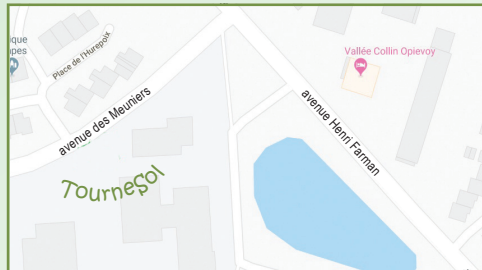 Vallée Collin Opievoy
Place de l'Hurepoix
avenue des Meuniers
avenue Henri Farman
TourneSol